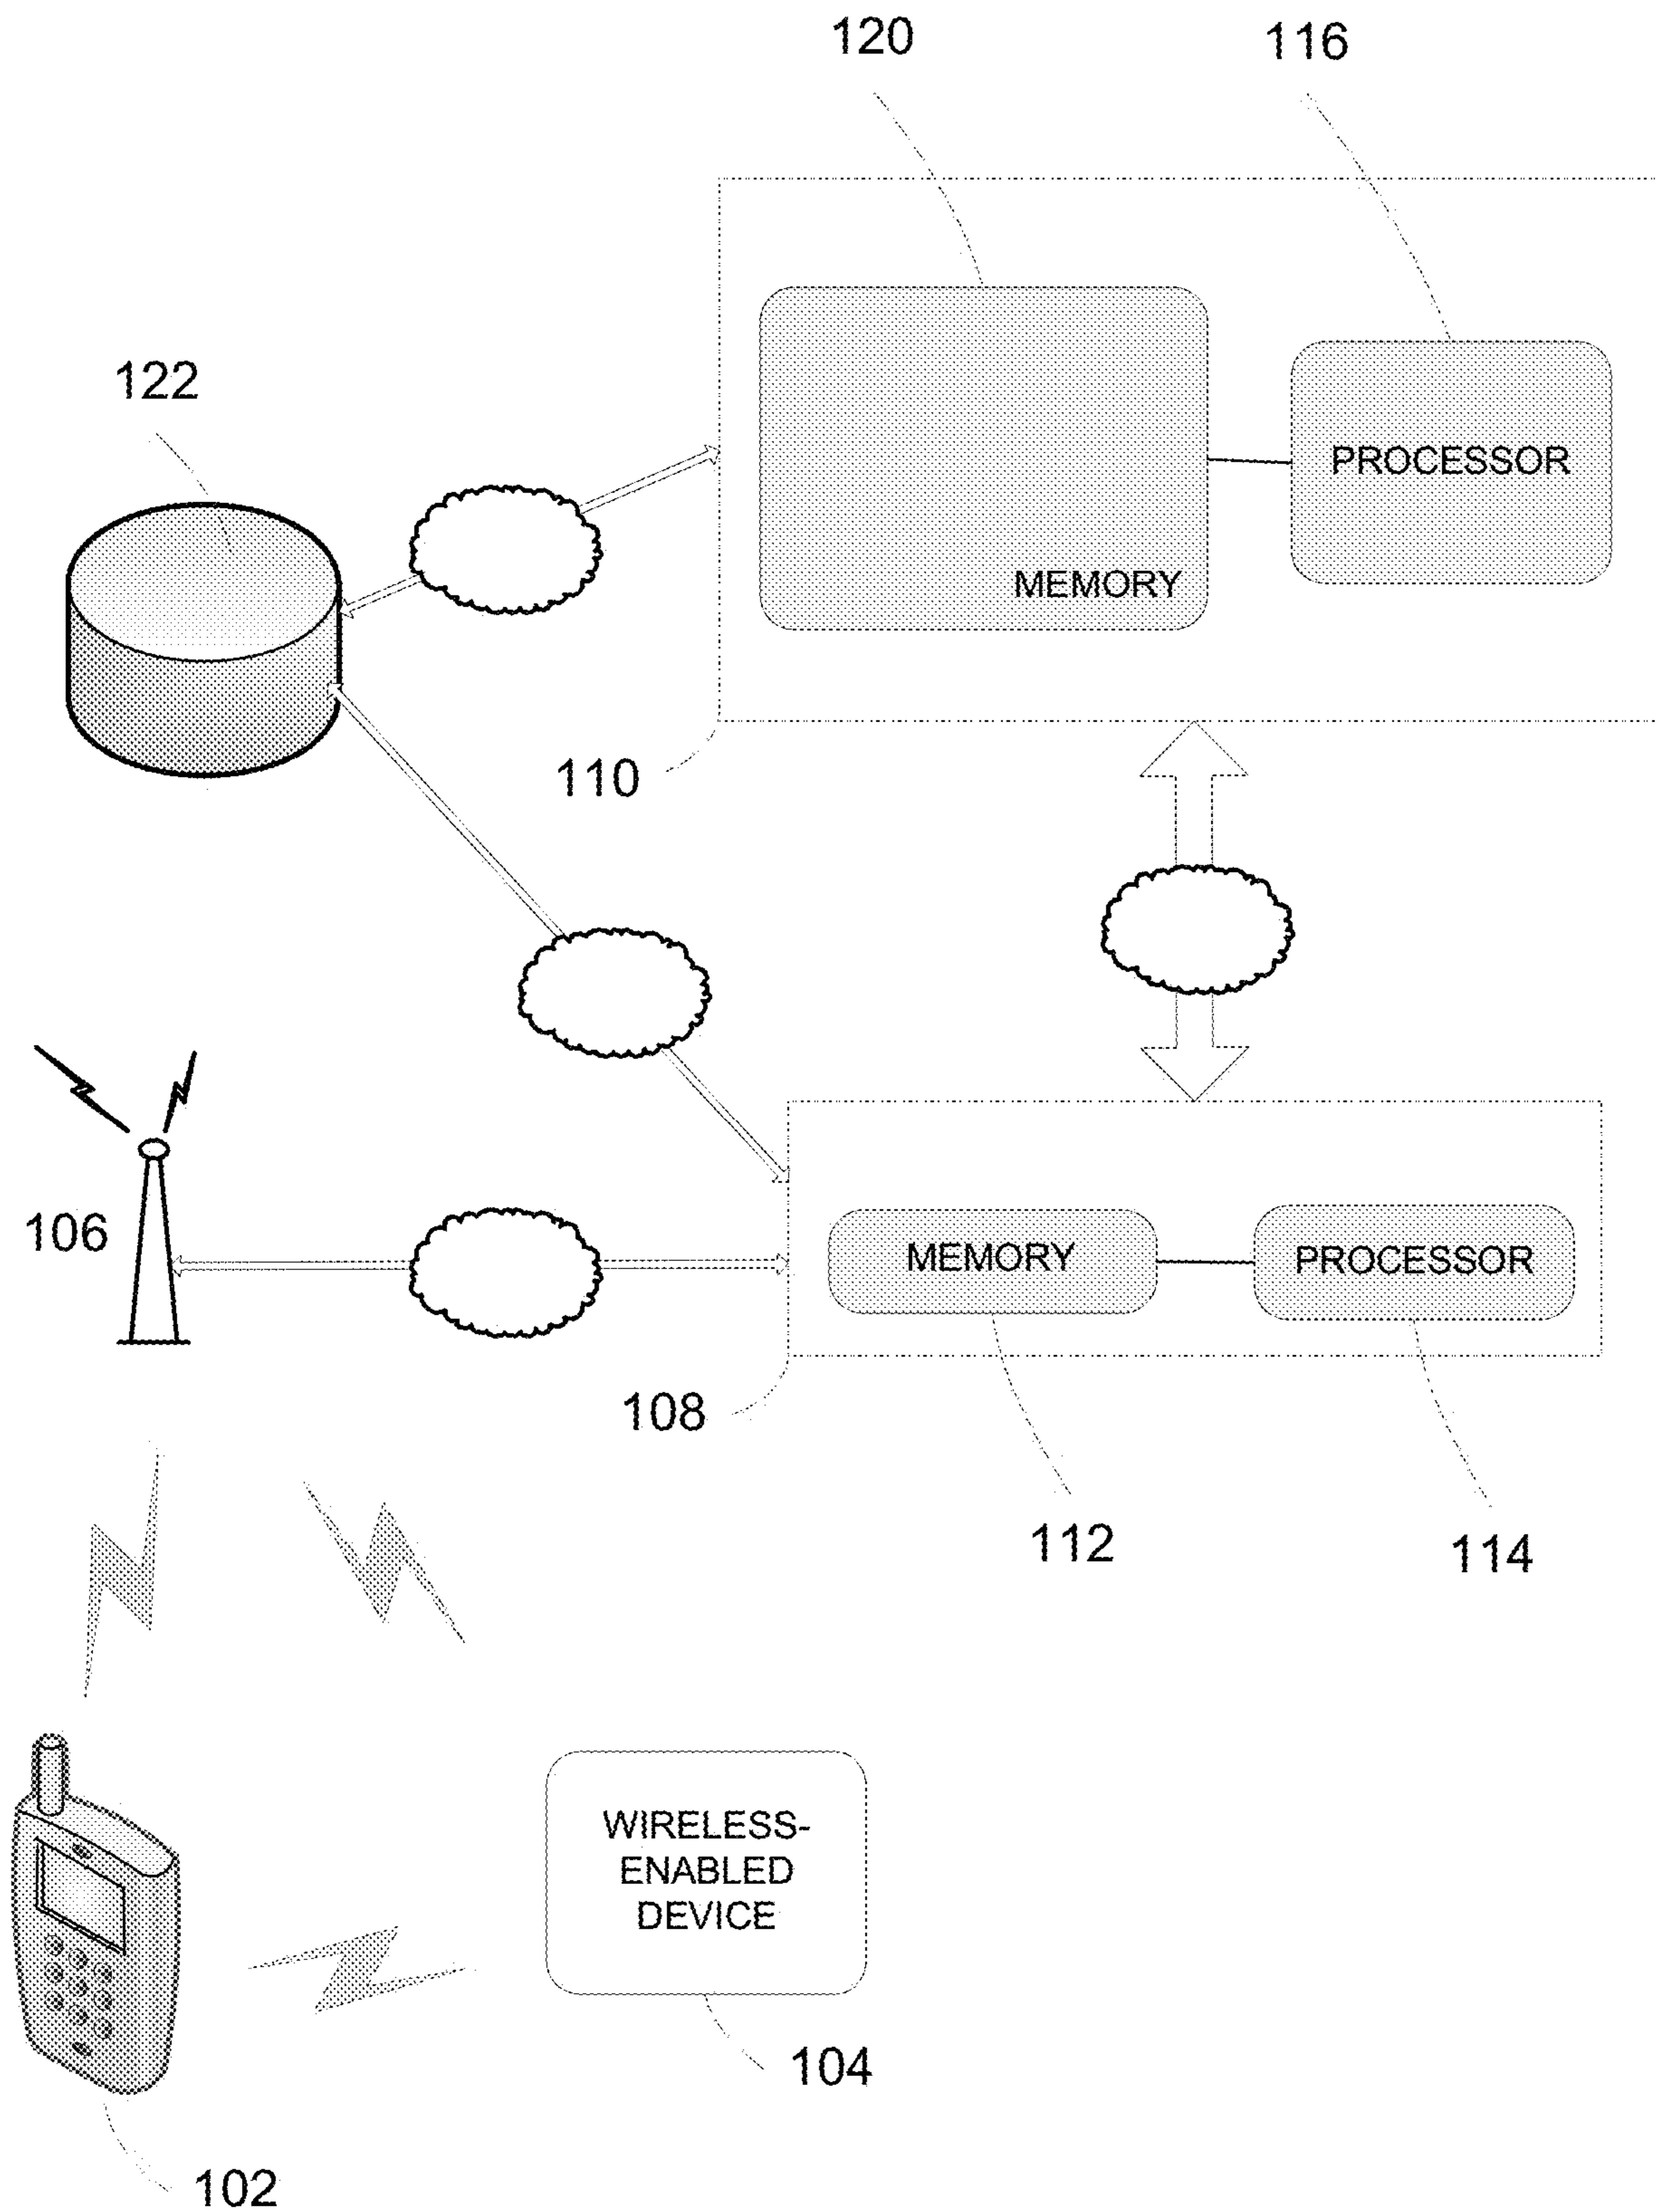 120
116
122
PROCESSOR
MEMORY
110
106
MEMORY
PROCESSOR
108
112
114
WIRELESS-
ENABLED
DEVICE
104
102